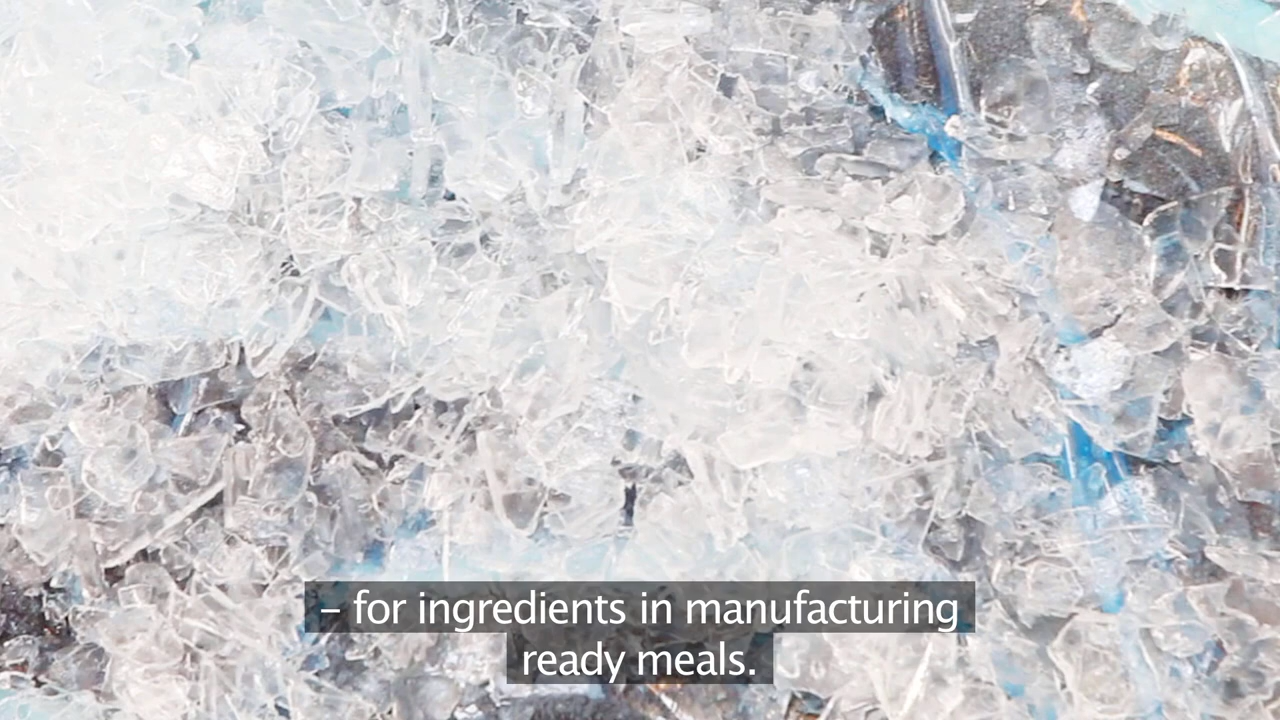 – for ingredients in manufacturing
ready meals.